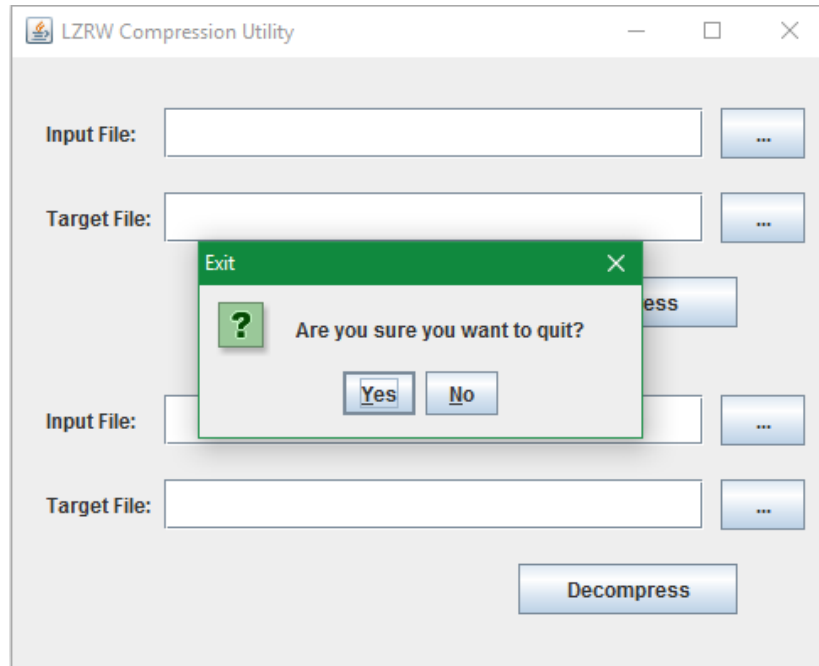 LZRW Compression Utility
Input File:
...
Target File:
...
Exit
ess
?
Are you sure you want to quit?
Yes
No
Input File:
...
Target File:
...
Decompress